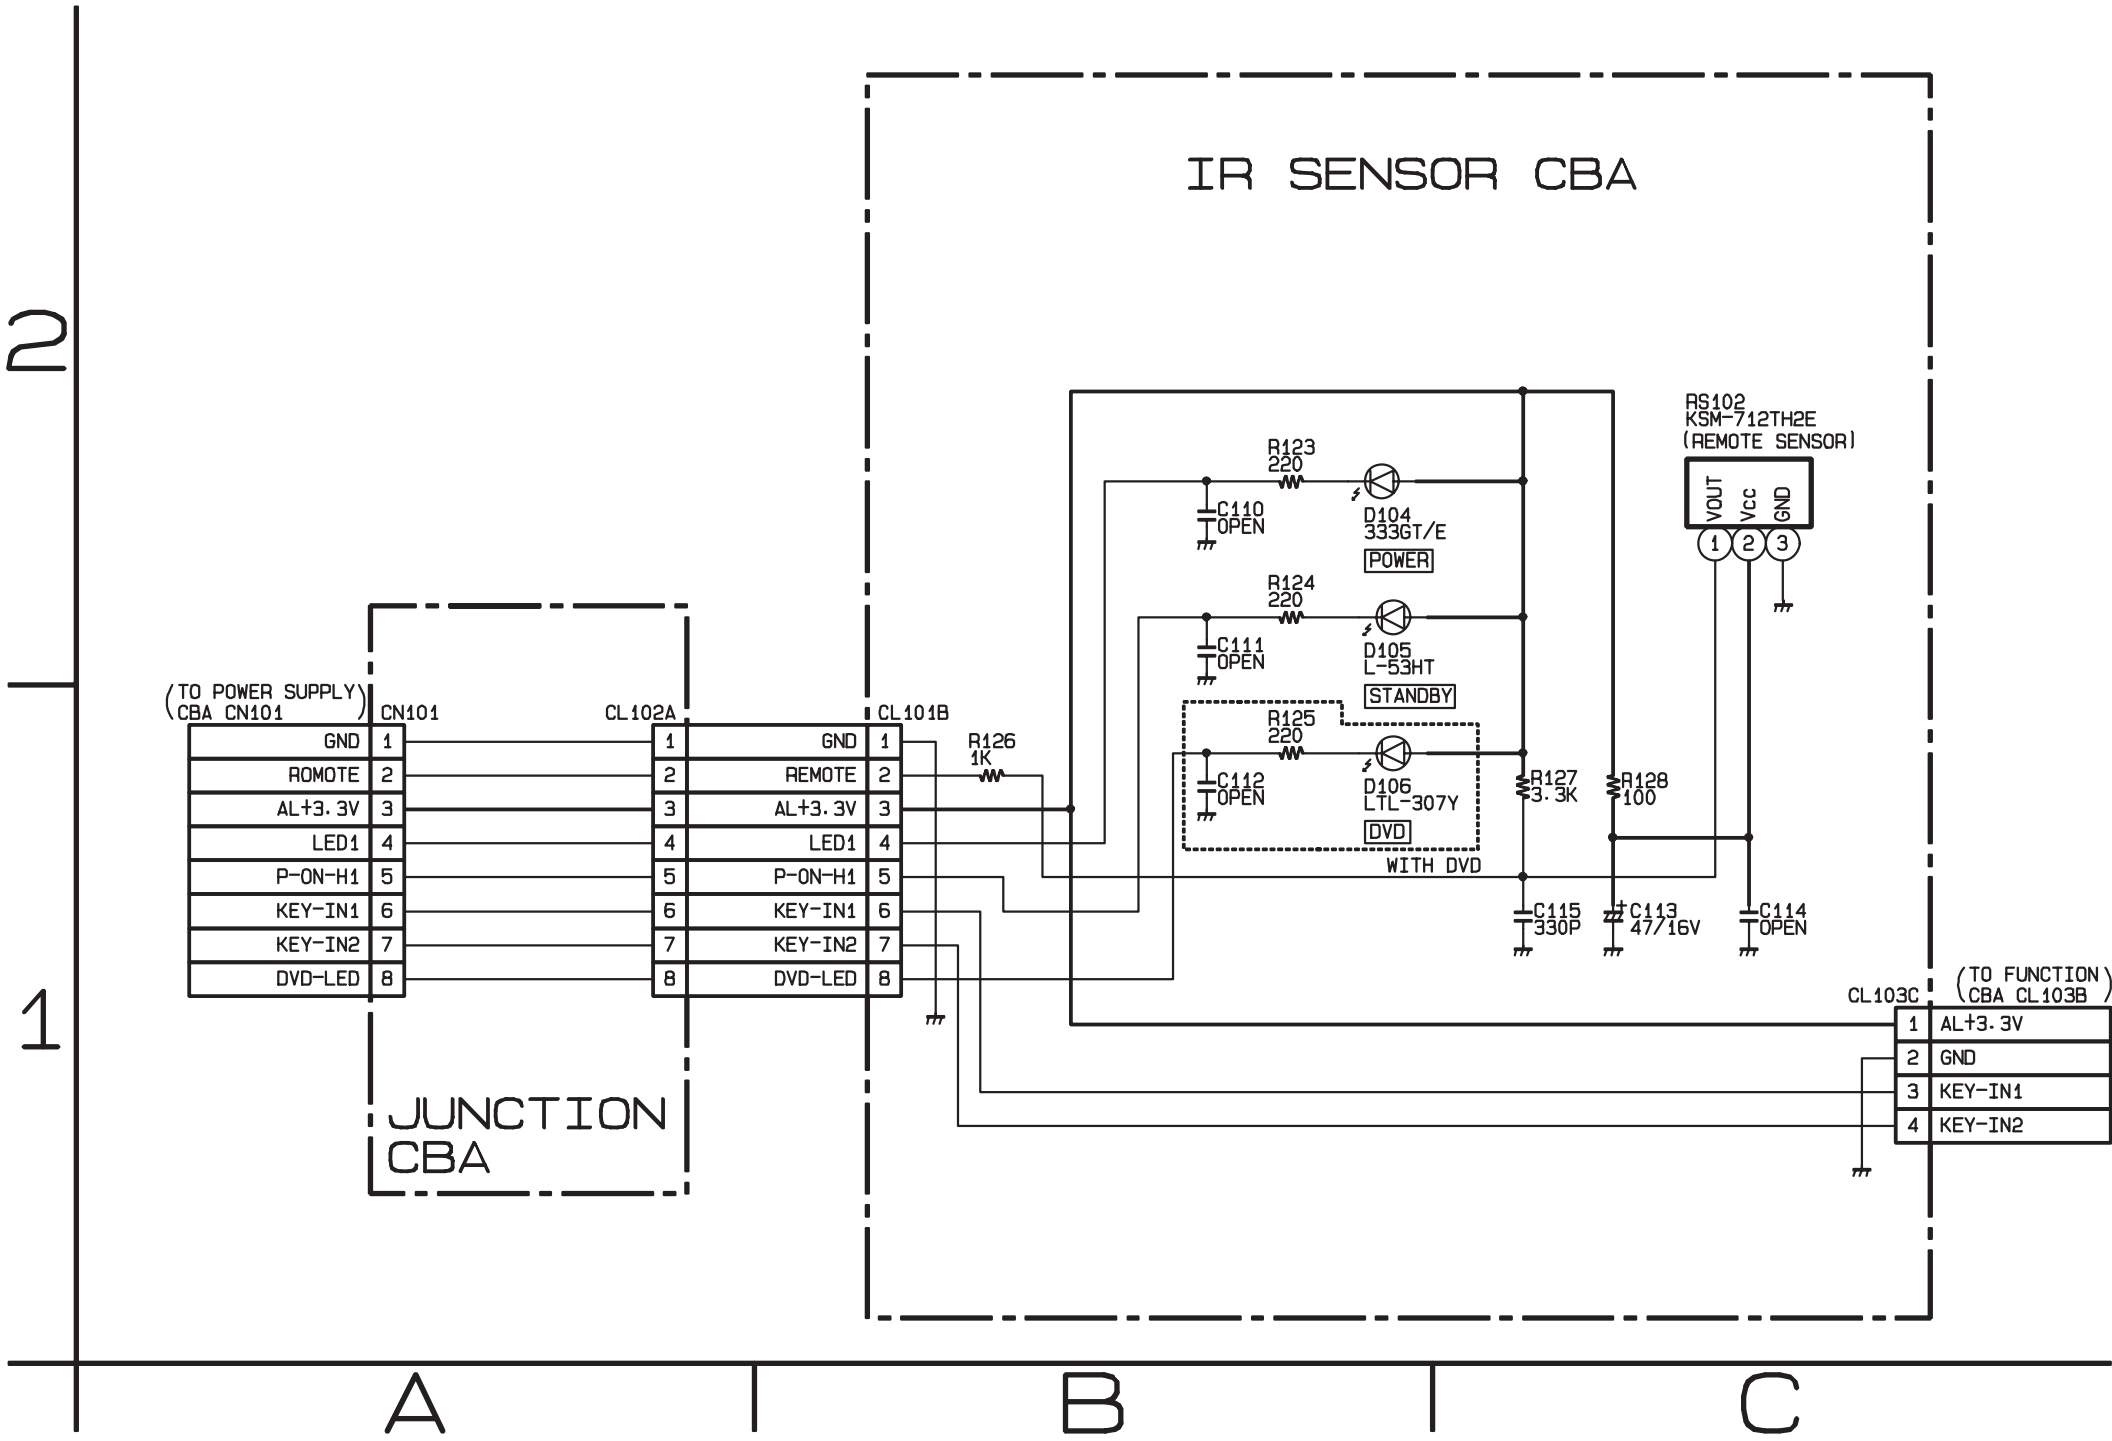 IR SENSOR CBA
2
RS102
KSM-712TH2E
(REMOTE SENSOR)
VOUT
Vcc
GND
1
2
3
R123
220
C110
OPEN
D104
333GT/E
POWER
R124
220
C111
OPEN
D105
L-53HT
STANDBY
R125
220
C112
OPEN
D106
LTL-307Y
DVD
WITH DVD
R127
3.3K
R128
100
C115
330P
+
C113
47/16V
C114
OPEN
R126
1K
(TO POWER SUPPLY)
CBA CN101
CN101
GND 1
ROMOTE 2
AL+3.3V 3
LED1 4
P-ON-H1 5
KEY-IN1 6
KEY-IN2 7
DVD-LED 8
CL102A
CL101B
1 GND 1
2 REMOTE 2
3 AL+3.3V 3
4 LED1 4
5 P-ON-H1 5
6 KEY-IN1 6
7 KEY-IN2 7
8 DVD-LED 8
CL103C
(TO FUNCTION)
CBA CL103B
1 AL+3.3V
2 GND
3 KEY-IN1
4 KEY-IN2
1
JUNCTION
CBA
A
B
C